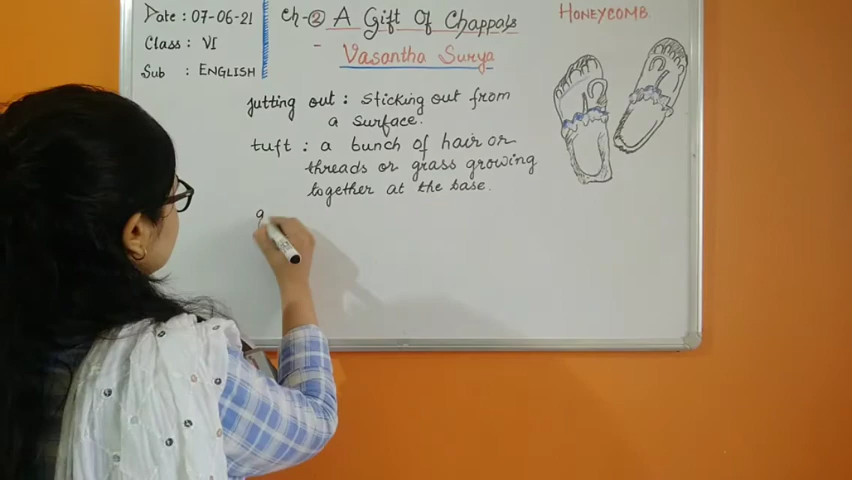 Date : 07-06-21
Class : VI
Sub : ENGLISH
Ch-② A Gift Of Chappals
- Vasantha Surya
HONEYCOMB
jutting out : sticking out from
a surface.
tuft : a bunch of hair or
threads or grass growing
together at the base.
g